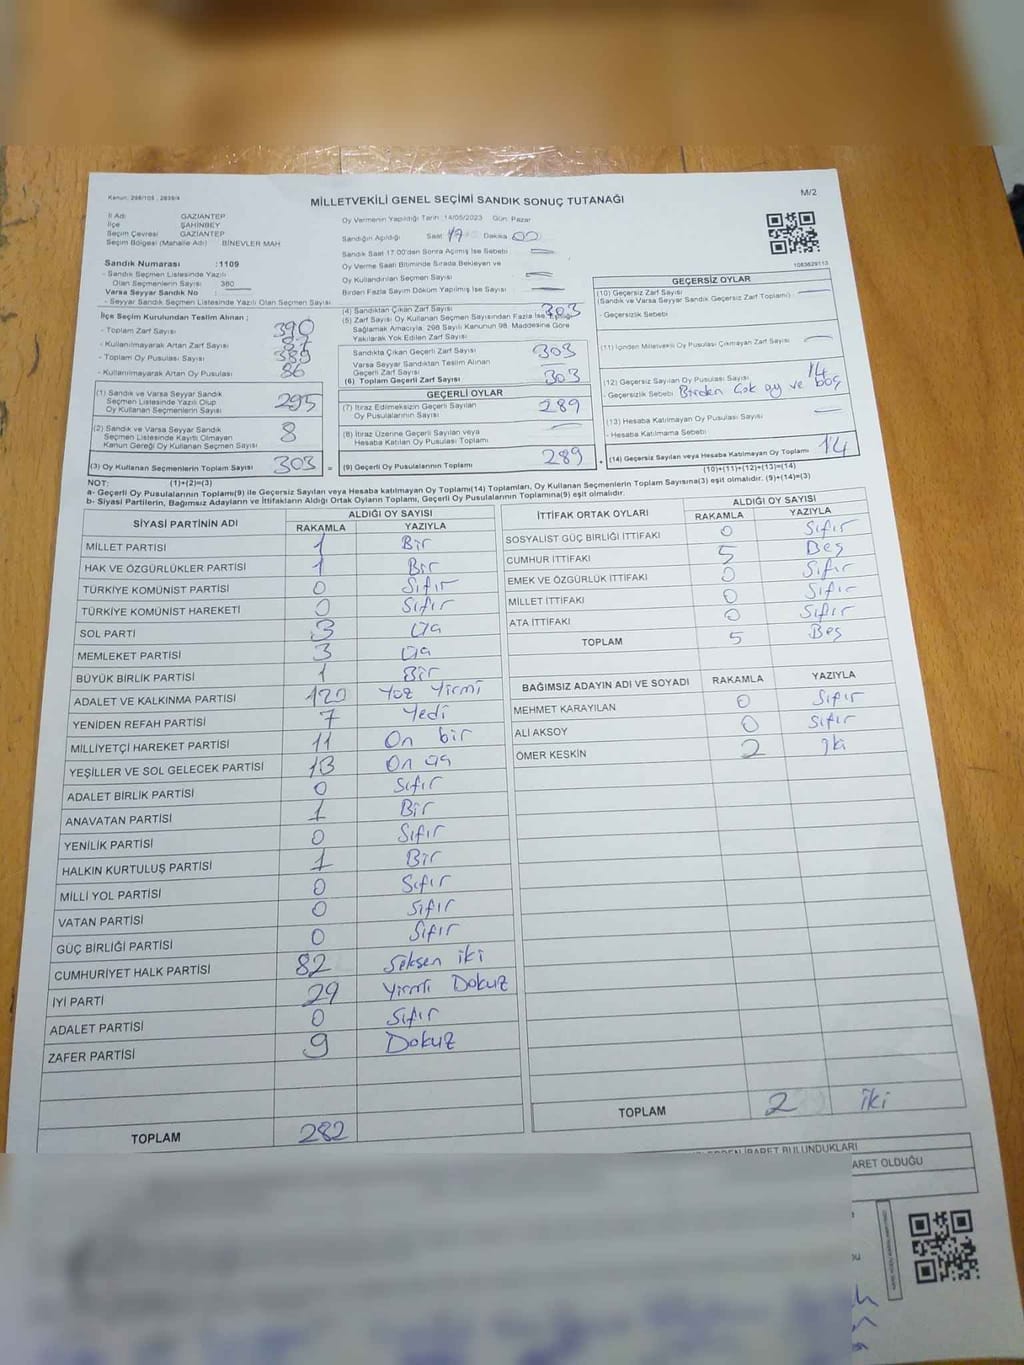 Kanun: 298/105, 2839/4
M/2
MİLLETVEKİLİ GENEL SEÇİMİ SANDIK SONUÇ TUTANAĞI
İl Adı : GAZİANTEP
İlçe : ŞAHİNBEY
Seçim Çevresi : GAZİANTEP
Seçim Bölgesi (Mahalle Adı) : BİNEVLER MAH
Sandık Numarası : 1109
- Sandık Seçmen Listesinde Yazılı
Olan Seçmenlerin Sayısı : 380
Varsa Seyyar Sandık No :
- Seyyar Sandık Seçmen Listesinde Yazılı Olan Seçmen Sayısı
Oy Vermenin Yapıldığı Tarih: 14/05/2023 Gün: Pazar
Sandığın Açıldığı Saat 17 Dakika 00
Sandık Saat 17:00'den Sonra Açılmış İse Sebebi
Oy Verme Saati Bitiminde Sırada Bekleyen ve
Oy Kullandırılan Seçmen Sayısı
Birden Fazla Sayım Döküm Yapılmış İse Sayısı
1083829113
İlçe Seçim Kurulundan Teslim Alınan ;
- Toplam Zarf Sayısı 390
- Kullanılmayarak Artan Zarf Sayısı 87
- Toplam Oy Pusulası Sayısı 389
- Kullanılmayarak Artan Oy Pusulası 86
(1) Sandık ve Varsa Seyyar Sandık
Seçmen Listesinde Yazılı Olup
Oy Kullanan Seçmenlerin Sayısı 295
(2) Sandık ve Varsa Seyyar Sandık
Seçmen Listesinde Kayıtlı Olmayan
Kanun Gereği Oy Kullanan Seçmen Sayısı 8
(3) Oy Kullanan Seçmenlerin Toplam Sayısı 303 =
(4) Sandıktan Çıkan Zarf Sayısı 303
(5) Zarf Sayısı Oy Kullanan Seçmen Sayısından Fazla İse, Eşitliği
Sağlamak Amacıyla, 298 Sayılı Kanunun 98. Maddesine Göre
Yakılarak Yok Edilen Zarf Sayısı
Sandıkta Çıkan Geçerli Zarf Sayısı 303
Varsa Seyyar Sandıktan Teslim Alınan
Geçerli Zarf Sayısı
(6) Toplam Geçerli Zarf Sayısı 303
GEÇERLİ OYLAR
(7) İtiraz Edilmeksizin Geçerli Sayılan
Oy Pusulalarının Sayısı 289
(8) İtiraz Üzerine Geçerli Sayılan veya
Hesaba Katılan Oy Pusulası Toplamı
(9) Geçerli Oy Pusulalarının Toplamı 289 +
GEÇERSİZ OYLAR
(10) Geçersiz Zarf Sayısı
(Sandık ve Varsa Seyyar Sandık Geçersiz Zarf Toplamı)
- Geçersizlik Sebebi
(11) İçinden Milletvekili Oy Pusulası Çıkmayan Zarf Sayısı
(12) Geçersiz Sayılan Oy Pusulası Sayısı 14
- Geçersizlik Sebebi Birden Çok oy ve boş
(13) Hesaba Katılmayan Oy Pusulası Sayısı
- Hesaba Katılmama Sebebi
(14) Geçersiz Sayılan veya Hesaba Katılmayan Oy Toplamı 14
NOT: (1)+(2)=(3) (10)+(11)+(12)+(13)=(14)
a- Geçerli Oy Pusulalarının Toplamı(9) ile Geçersiz Sayılan veya Hesaba katılmayan Oy Toplamı(14) Toplamları, Oy Kullanan Seçmenlerin Toplam Sayısına(3) eşit olmalıdır. (9)+(14)=(3)
b- Siyasi Partilerin, Bağımsız Adayların ve İttifakların Aldığı Ortak Oyların Toplamı, Geçerli Oy Pusulalarının Toplamına(9) eşit olmalıdır.
SİYASİ PARTİNİN ADI ALDIĞI OY SAYISI
RAKAMLA YAZIYLA
MİLLET PARTİSİ 1 Bir
HAK VE ÖZGÜRLÜKLER PARTİSİ 1 Bir
TÜRKİYE KOMÜNİST PARTİSİ 0 Sıfır
TÜRKİYE KOMÜNİST HAREKETİ 0 Sıfır
SOL PARTİ 3 Üç
MEMLEKET PARTİSİ 3 Üç
BÜYÜK BİRLİK PARTİSİ 1 Bir
ADALET VE KALKINMA PARTİSİ 120 Yüz Yirmi
YENİDEN REFAH PARTİSİ 7 Yedi
MİLLİYETÇİ HAREKET PARTİSİ 11 On bir
YEŞİLLER VE SOL GELECEK PARTİSİ 13 On üç
ADALET BİRLİK PARTİSİ 0 Sıfır
ANAVATAN PARTİSİ 1 Bir
YENİLİK PARTİSİ 0 Sıfır
HALKIN KURTULUŞ PARTİSİ 1 Bir
MİLLİ YOL PARTİSİ 0 Sıfır
VATAN PARTİSİ 0 Sıfır
GÜÇ BİRLİĞİ PARTİSİ 0 Sıfır
CUMHURİYET HALK PARTİSİ 82 Seksen iki
İYİ PARTİ 29 Yirmi Dokuz
ADALET PARTİSİ 0 Sıfır
ZAFER PARTİSİ 9 Dokuz
TOPLAM 282
İTTİFAK ORTAK OYLARI ALDIĞI OY SAYISI
RAKAMLA YAZIYLA
SOSYALİST GÜÇ BİRLİĞİ İTTİFAKI 0 Sıfır
CUMHUR İTTİFAKI 5 Beş
EMEK VE ÖZGÜRLÜK İTTİFAKI 0 Sıfır
MİLLET İTTİFAKI 0 Sıfır
ATA İTTİFAKI 0 Sıfır
TOPLAM 5 Beş
BAĞIMSIZ ADAYIN ADI VE SOYADI RAKAMLA YAZIYLA
MEHMET KARAYILAN 0 Sıfır
ALİ AKSOY 0 Sıfır
ÖMER KESKİN 2 İki
TOPLAM 2 İki
İBARET BULUNDUKLARI
ARET OLDUĞU